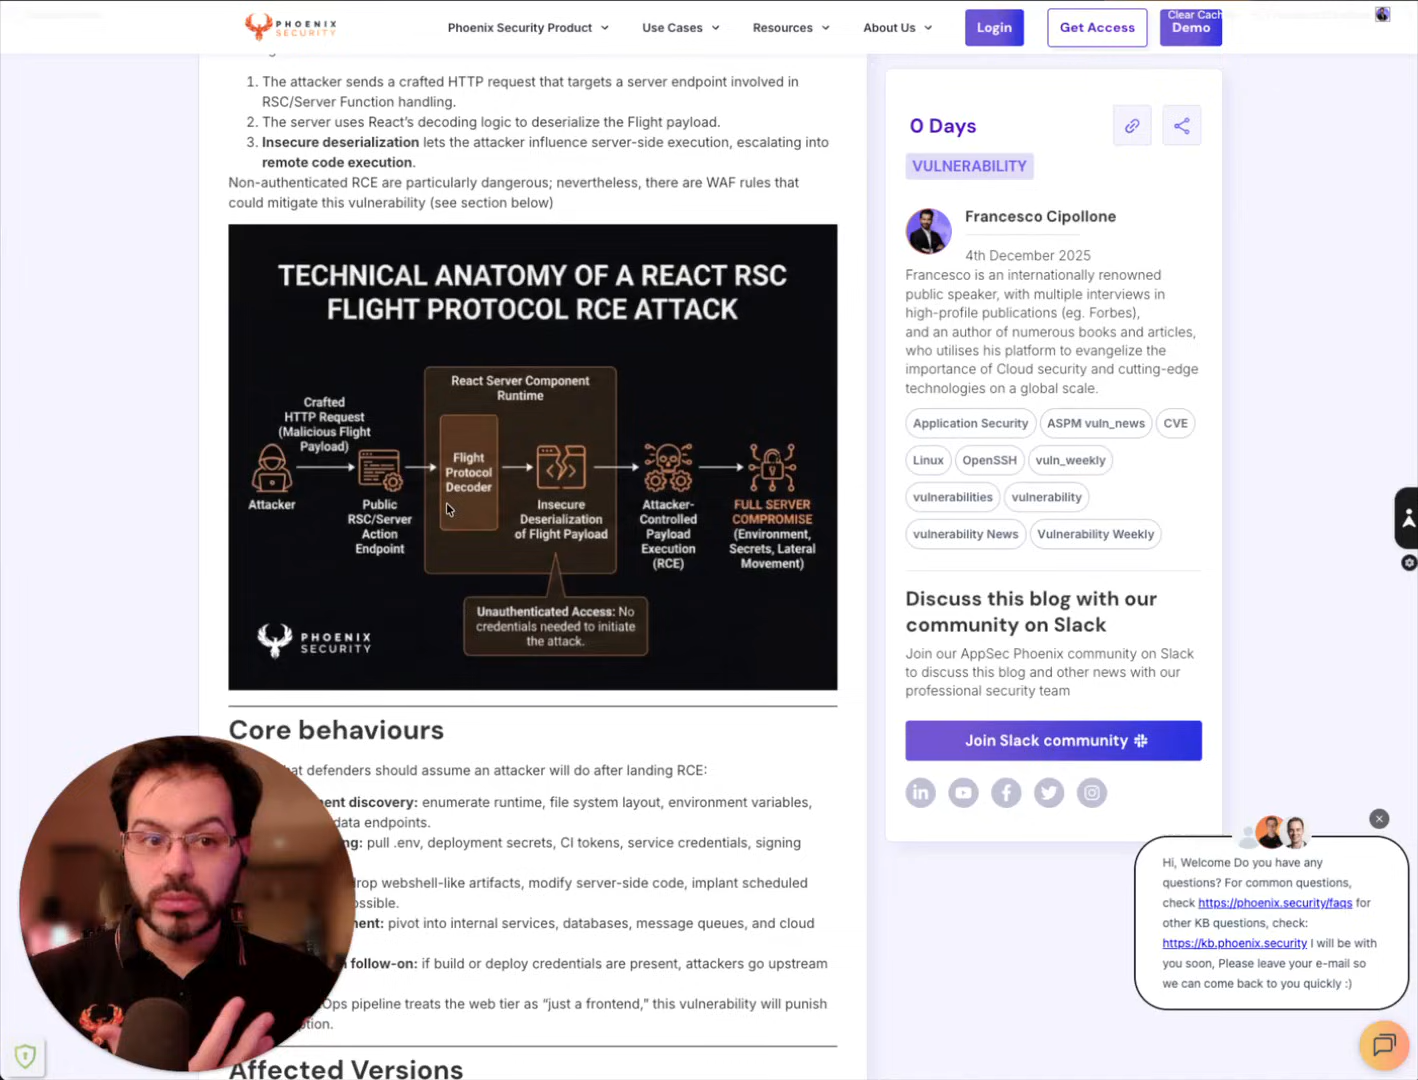 PHOENIX
SECURITY
Phoenix Security Product
Use Cases
Resources
About Us
Login
Get Access
Clear Cach
Demo
1. The attacker sends a crafted HTTP request that targets a server endpoint involved in
RSC/Server Function handling.
2. The server uses React's decoding logic to deserialize the Flight payload.
3. Insecure deserialization lets the attacker influence server-side execution, escalating into
remote code execution.
Non-authenticated RCE are particularly dangerous; nevertheless, there are WAF rules that
could mitigate this vulnerability (see section below)
TECHNICAL ANATOMY OF A REACT RSC
FLIGHT PROTOCOL RCE ATTACK
React Server Component
Runtime
Crafted
HTTP Request
(Malicious Flight
Payload)
Attacker
Public
RSC/Server
Action
Endpoint
Flight
Protocol
Decoder
Insecure
Deserialization
of Flight Payload
Attacker-
Controlled
Payload
Execution
(RCE)
FULL SERVER
COMPROMISE
(Environment,
Secrets, Lateral
Movement)
Unauthenticated Access: No
credentials needed to initiate
the attack.
PHOENIX
SECURITY
Core behaviours
at defenders should assume an attacker will do after landing RCE:
ent discovery: enumerate runtime, file system layout, environment variables,
data endpoints.
ng: pull .env, deployment secrets, CI tokens, service credentials, signing
drop webshell-like artifacts, modify server-side code, implant scheduled
ossible.
ment: pivot into internal services, databases, message queues, and cloud
follow-on: if build or deploy credentials are present, attackers go upstream
Ops pipeline treats the web tier as “just a frontend,” this vulnerability will punish
ption.
Affected Versions
0 Days
VULNERABILITY
Francesco Cipollone
4th December 2025
Francesco is an internationally renowned
public speaker, with multiple interviews in
high-profile publications (eg. Forbes),
and an author of numerous books and articles,
who utilises his platform to evangelize the
importance of Cloud security and cutting-edge
technologies on a global scale.
Application Security
ASPM vuln_news
CVE
Linux
OpenSSH
vuln_weekly
vulnerabilities
vulnerability
vulnerability News
Vulnerability Weekly
Discuss this blog with our
community on Slack
Join our AppSec Phoenix community on Slack
to discuss this blog and other news with our
professional security team
Join Slack community
Hi, Welcome Do you have any
questions? For common questions,
check https://phoenix.security/faqs for
other KB questions, check:
https://kb.phoenix.security I will be with
you soon, Please leave your e-mail so
we can come back to you quickly :)